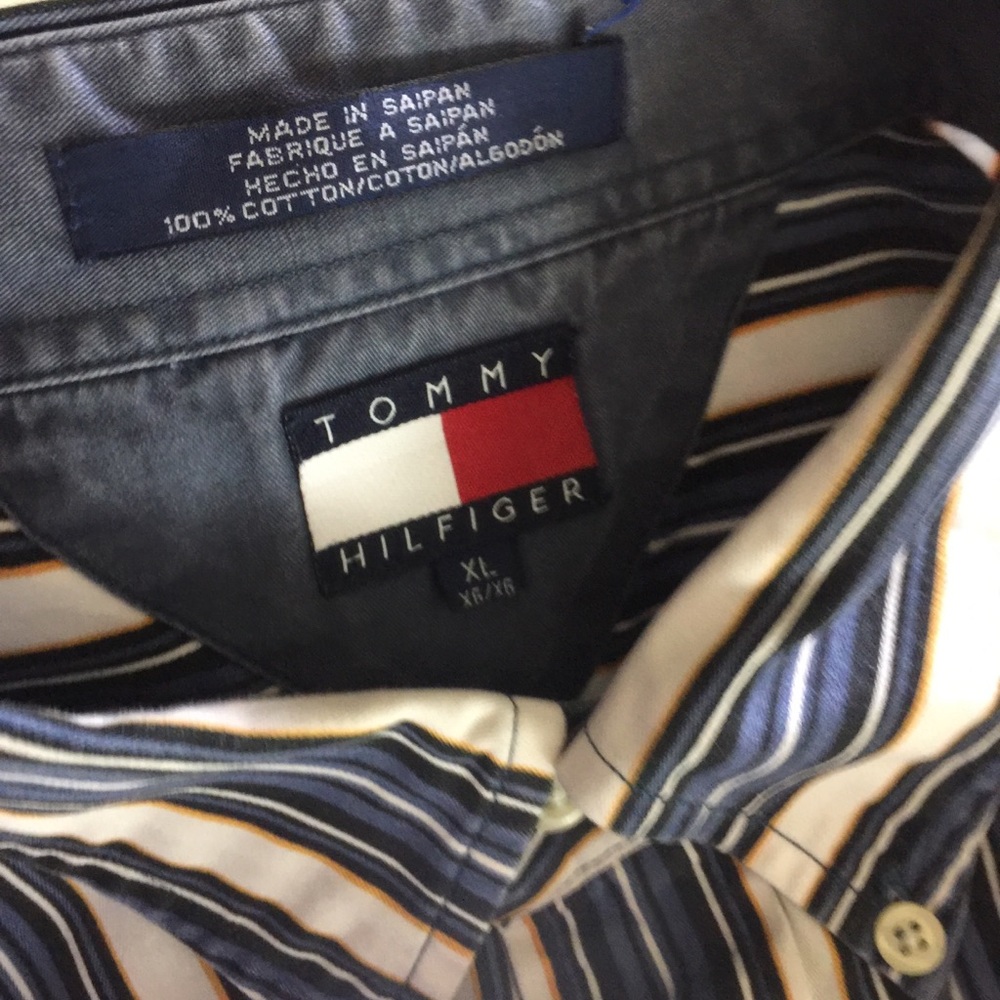 MADE IN SAIPAN
FABRIQUE A SAIPAN
HECHO EN SAIPÁN
100% COTTON/COTON/ALGODÓN
TOMMY
HILFIGER
XL
XG/XG